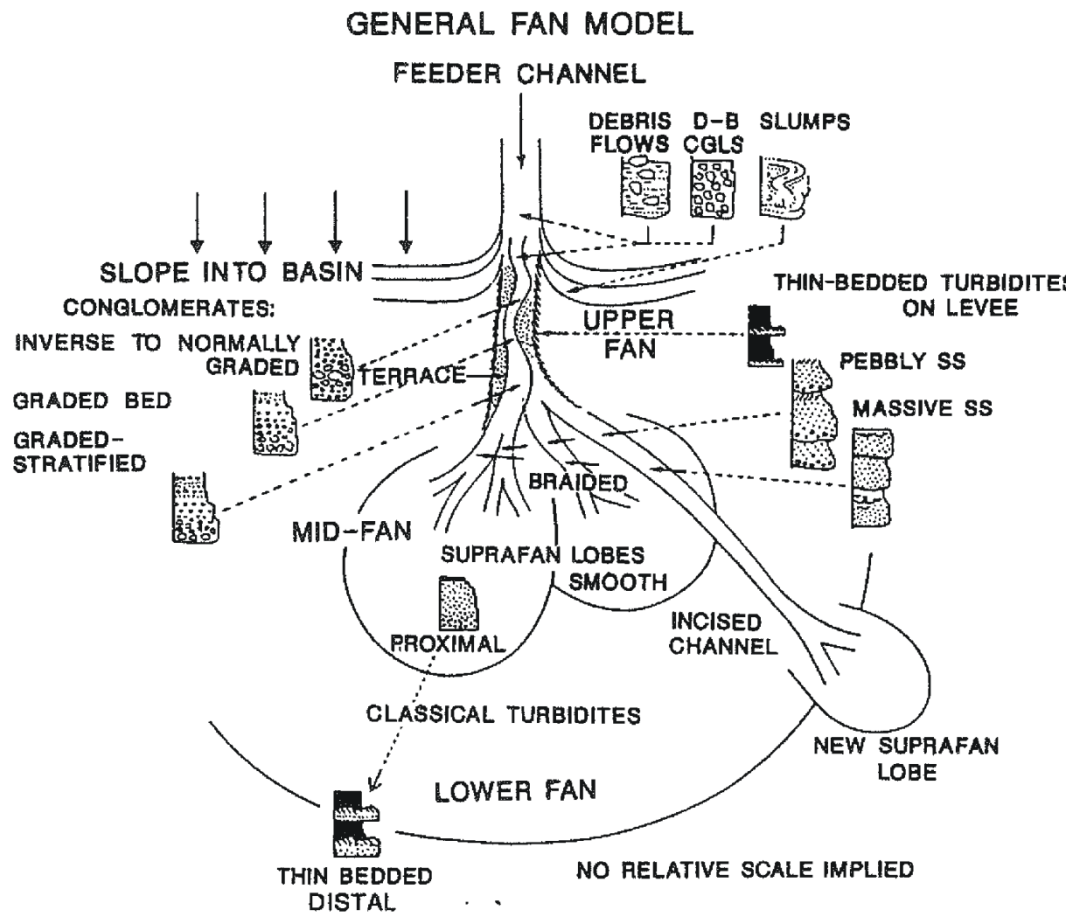 GENERAL FAN MODEL
FEEDER CHANNEL
DEBRIS FLOWS
D-B CGLS
SLUMPS
SLOPE INTO BASIN
CONGLOMERATES:
INVERSE TO NORMALLY
GRADED
GRADED BED
GRADED-
STRATIFIED
TERRACE
UPPER
FAN
THIN-BEDDED TURBIDITES
ON LEVEE
PEBBLY SS
MASSIVE SS
BRAIDED
MID-FAN
SUPRAFAN LOBES
SMOOTH
PROXIMAL
INCISED
CHANNEL
CLASSICAL TURBIDITES
NEW SUPRAFAN
LOBE
LOWER FAN
THIN BEDDED
DISTAL
NO RELATIVE SCALE IMPLIED